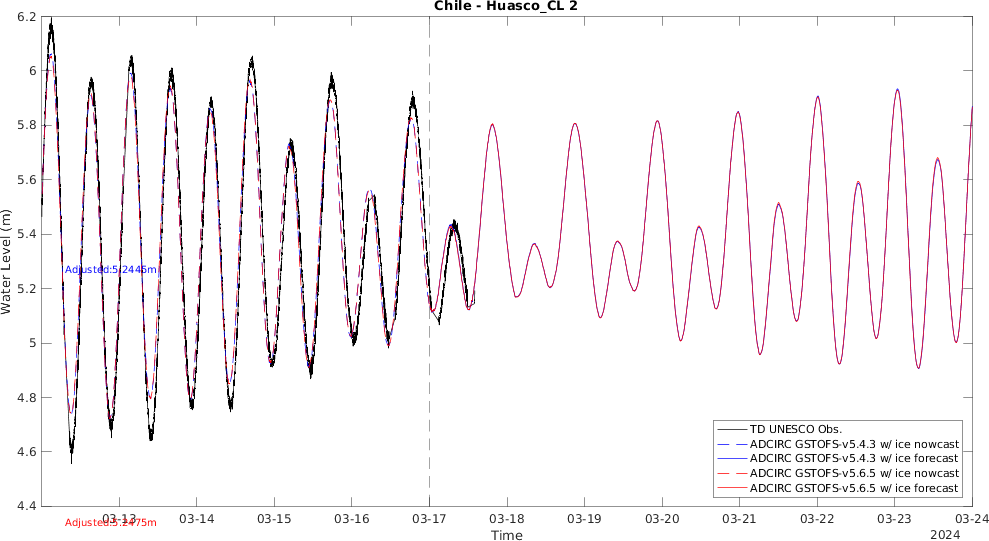 Chile - Huasco_CL 2
6.2
6
5.8
5.6
5.4
5.2
5
4.8
4.6
4.4
Water Level (m)
Adjusted:5.2446m
Adjusted:5.2475m
TD UNESCO Obs.
ADCIRC GSTOFS-v5.4.3 w/ ice nowcast
ADCIRC GSTOFS-v5.4.3 w/ ice forecast
ADCIRC GSTOFS-v5.6.5 w/ ice nowcast
ADCIRC GSTOFS-v5.6.5 w/ ice forecast
03-13 03-14 03-15 03-16 03-17 03-18 03-19 03-20 03-21 03-22 03-23 03-24
Time
2024